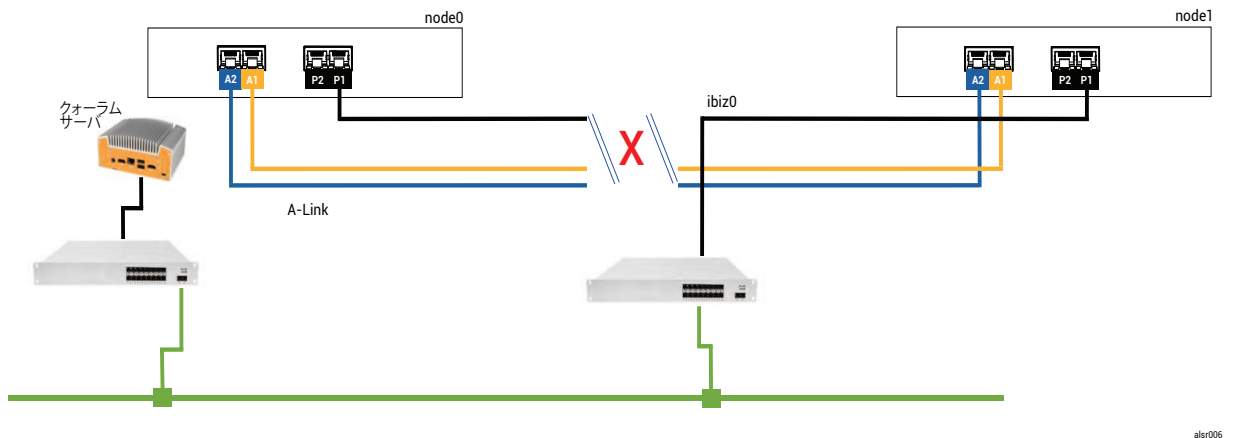 node0
node1
A2 A1
P2 P1
A2 A1
P2 P1
クォーラム
サーバ
ibiz0
X
A-Link
alsr006